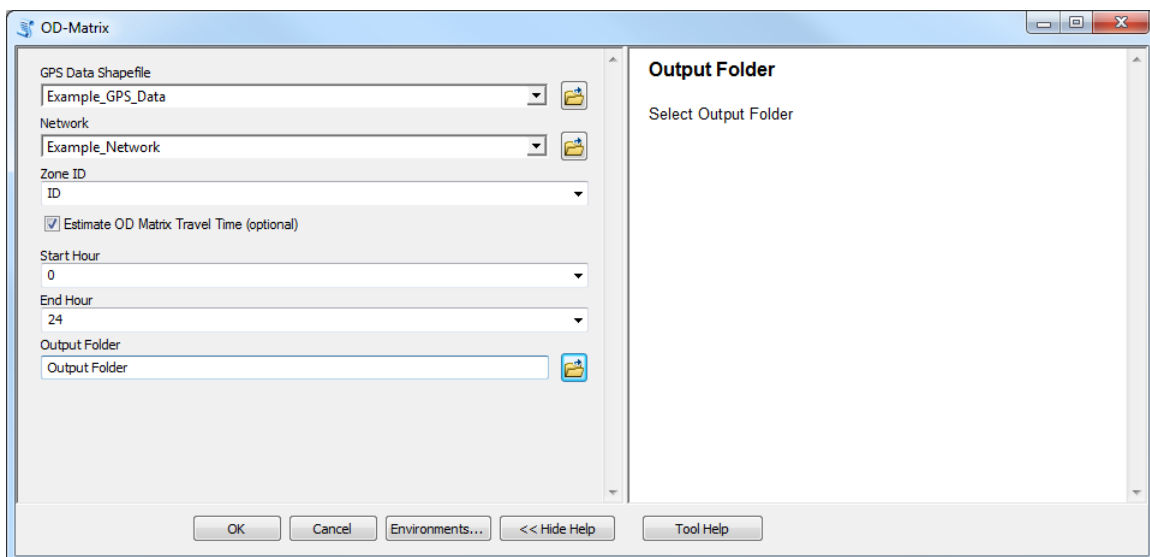 OD-Matrix
GPS Data Shapefile
Example_GPS_Data
Network
Example_Network
Zone ID
ID
Estimate OD Matrix Travel Time (optional)
Start Hour
0
End Hour
24
Output Folder
Output Folder
Output Folder
Select Output Folder
OK Cancel Environments... << Hide Help Tool Help